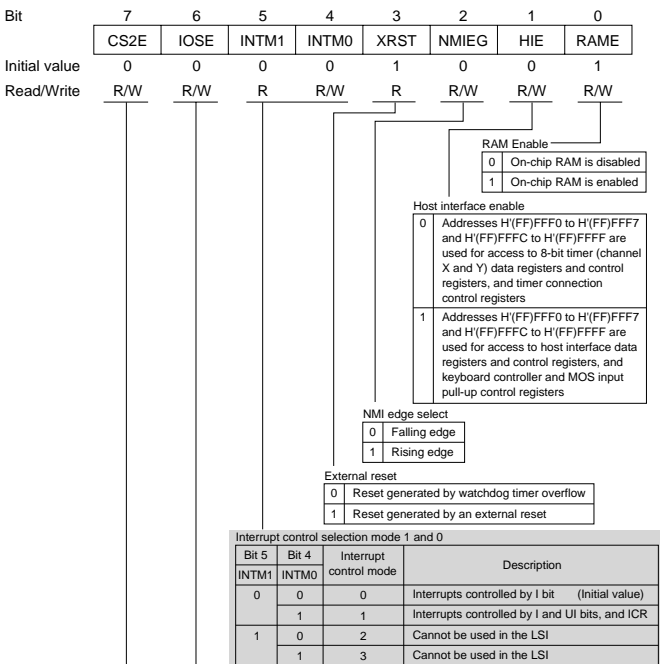 Bit 7 6 5 4 3 2 1 0
CS2E IOSE INTM1 INTM0 XRST NMIEG HIE RAME
Initial value 0 0 0 0 1 0 0 1
Read/Write R/W R/W R R/W R R/W R/W R/W
RAM Enable
0 On-chip RAM is disabled
1 On-chip RAM is enabled
Host interface enable
0 Addresses H'(FF)FFF0 to H'(FF)FFF7
and H'(FF)FFFC to H'(FF)FFFF are
used for access to 8-bit timer (channel
X and Y) data registers and control
registers, and timer connection
control registers
1 Addresses H'(FF)FFF0 to H'(FF)FFF7
and H'(FF)FFFC to H'(FF)FFFF are
used for access to host interface data
registers and control registers, and
keyboard controller and MOS input
pull-up control registers
NMI edge select
0 Falling edge
1 Rising edge
External reset
0 Reset generated by watchdog timer overflow
1 Reset generated by an external reset
Interrupt control selection mode 1 and 0
Bit 5 Bit 4 Interrupt Description
INTM1 INTM0 control mode
0 0 0 Interrupts controlled by I bit (Initial value)
1 1 Interrupts controlled by I and UI bits, and ICR
1 0 2 Cannot be used in the LSI
1 3 Cannot be used in the LSI